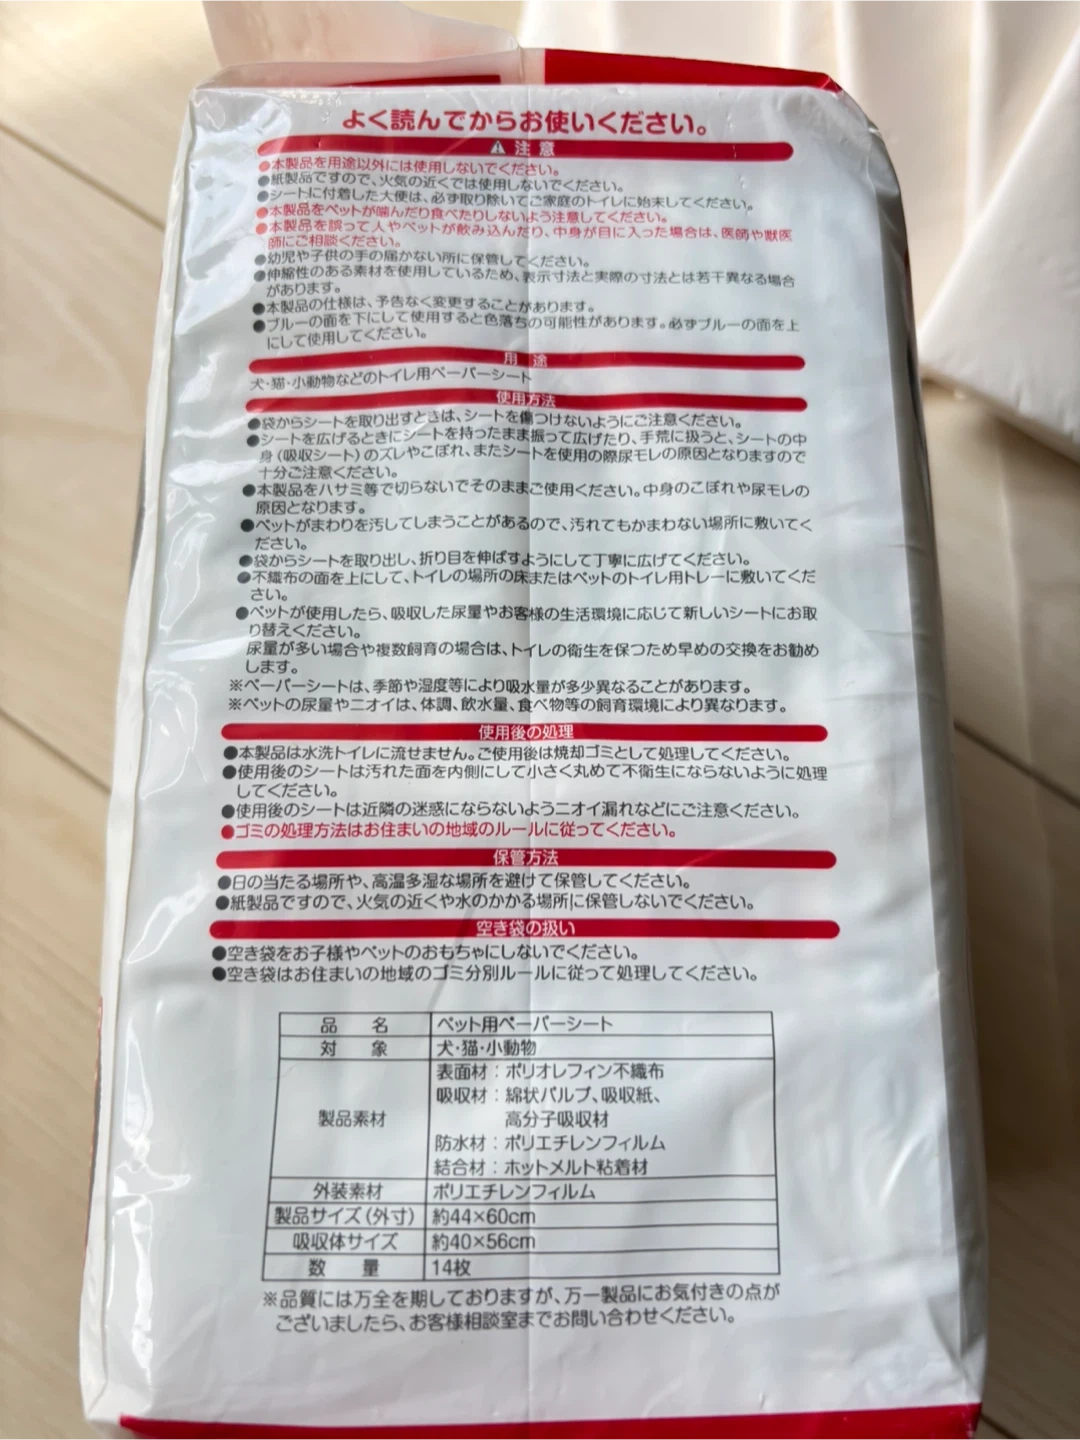 よく読んでからお使いください。
⚠ 注意
●本製品を用途以外には使用しないでください。
●紙製品ですので、火気の近くでは使用しないでください。
●シートに付着した大便は、必ず取り除いてご家庭のトイレに始末してください。
●本製品をペットが噛んだり食べたりしないよう注意してください。
●本製品を誤って人やペットが飲み込んだり、中身が目に入った場合は、医師や獣医
師にご相談ください。
●幼児や子供の手の届かない所に保管してください。
●伸縮性のある素材を使用しているため、表示寸法と実際の寸法とは若干異なる場合
があります。
●本製品の仕様は、予告なく変更することがあります。
●ブルーの面を下にして使用すると色落ちの可能性があります。必ずブルーの面を上
にして使用してください。
用 途
犬・猫・小動物などのトイレ用ペーパーシート
使用方法
●袋からシートを取り出すときは、シートを傷つけないようにご注意ください。
●シートを広げるときにシートを持ったまま振って広げたり、手荒に扱うと、シートの中
身(吸収シート)のズレやこぼれ、またシートを使用の際尿モレの原因となりますので
十分ご注意ください。
●本製品をハサミ等で切らないでそのままご使用ください。中身のこぼれや尿モレの
原因となります。
●ペットがまわりを汚してしまうことがあるので、汚れてもかまわない場所に敷いてく
ださい。
●袋からシートを取り出し、折り目を伸ばすようにして丁寧に広げてください。
●不織布の面を上にして、トイレの場所の床またはペットのトイレ用トレーに敷いてくだ
さい。
●ペットが使用したら、吸収した尿量やお客様の生活環境に応じて新しいシートにお取
り替えください。
尿量が多い場合や複数飼育の場合は、トイレの衛生を保つため早めの交換をお勧め
します。
※ペーパーシートは、季節や湿度等により吸水量が多少異なることがあります。
※ペットの尿量やニオイは、体調、飲水量、食べ物等の飼育環境により異なります。
使用後の処理
●本製品は水洗トイレに流せません。ご使用後は焼却ゴミとして処理してください。
●使用後のシートは汚れた面を内側にして小さく丸めて不衛生にならないように処理
してください。
●使用後のシートは近隣の迷惑にならないようニオイ漏れなどにご注意ください。
●ゴミの処理方法はお住まいの地域のルールに従ってください。
保管方法
●日の当たる場所や、高温多湿な場所を避けて保管してください。
●紙製品ですので、火気の近くや水のかかる場所に保管しないでください。
空き袋の扱い
●空き袋をお子様やペットのおもちゃにしないでください。
●空き袋はお住まいの地域のゴミ分別ルールに従って処理してください。
品 名 ペット用ペーパーシート
対 象 犬・猫・小動物
製品素材 表面材：ポリオレフィン不織布
吸収材：綿状パルプ、吸収紙、
高分子吸収材
防水材：ポリエチレンフィルム
結合材：ホットメルト粘着材
外装素材 ポリエチレンフィルム
製品サイズ(外寸) 約44×60cm
吸収体サイズ 約40×56cm
数 量 14枚
※品質には万全を期しておりますが、万一製品にお気付きの点が
ございましたら、お客様相談室までお問い合わせください。